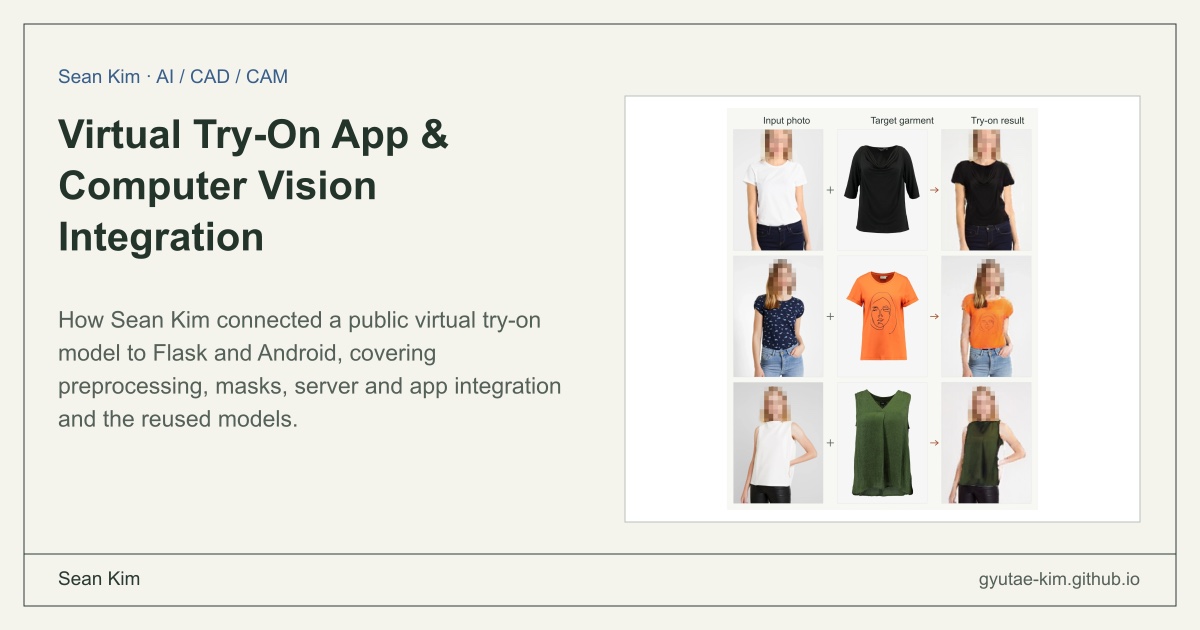 Sean Kim · AI / CAD / CAM
Virtual Try-On App &
Computer Vision
Integration
How Sean Kim connected a public virtual try-on
model to Flask and Android, covering
preprocessing, masks, server and app integration
and the reused models.
Input photo
Target garment
Try-on result
+
→
+
→
+
→
Sean Kim
gyutae-kim.github.io